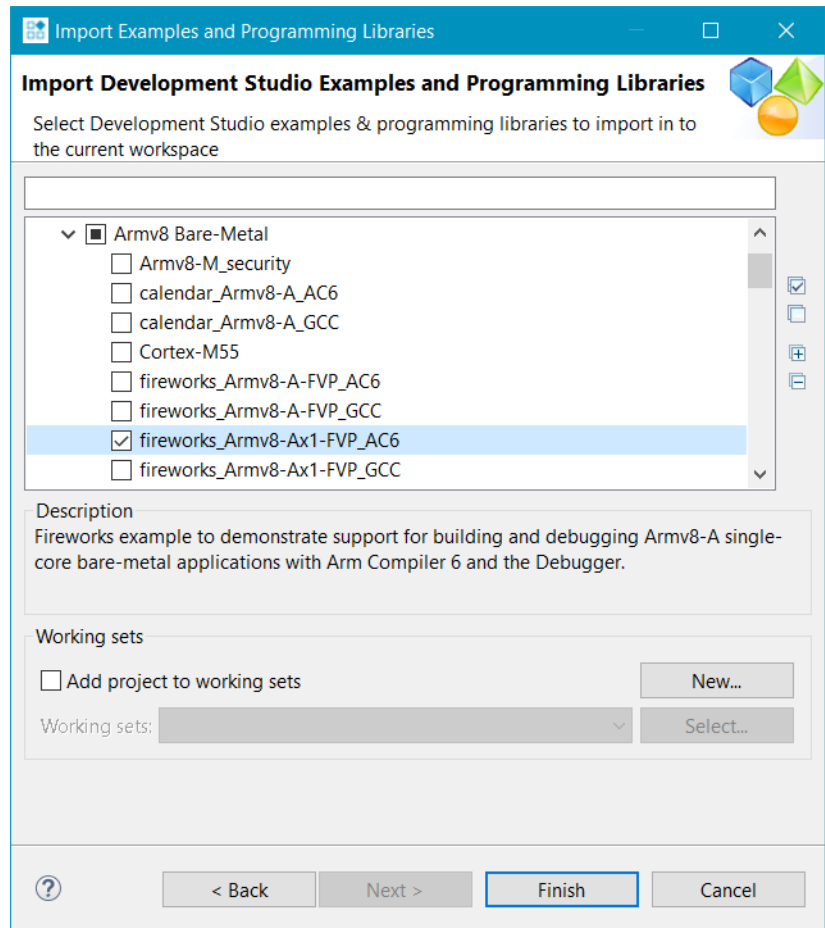 Import Examples and Programming Libraries
Import Development Studio Examples and Programming Libraries
Select Development Studio examples & programming libraries to import in to
the current workspace
Armv8 Bare-Metal
Armv8-M_security
calendar_Armv8-A_AC6
calendar_Armv8-A_GCC
Cortex-M55
fireworks_Armv8-A-FVP_AC6
fireworks_Armv8-A-FVP_GCC
fireworks_Armv8-Ax1-FVP_AC6
fireworks_Armv8-Ax1-FVP_GCC
Description
Fireworks example to demonstrate support for building and debugging Armv8-A single-
core bare-metal applications with Arm Compiler 6 and the Debugger.
Working sets
Add project to working sets
New...
Working sets:
Select...
?
< Back
Next >
Finish
Cancel